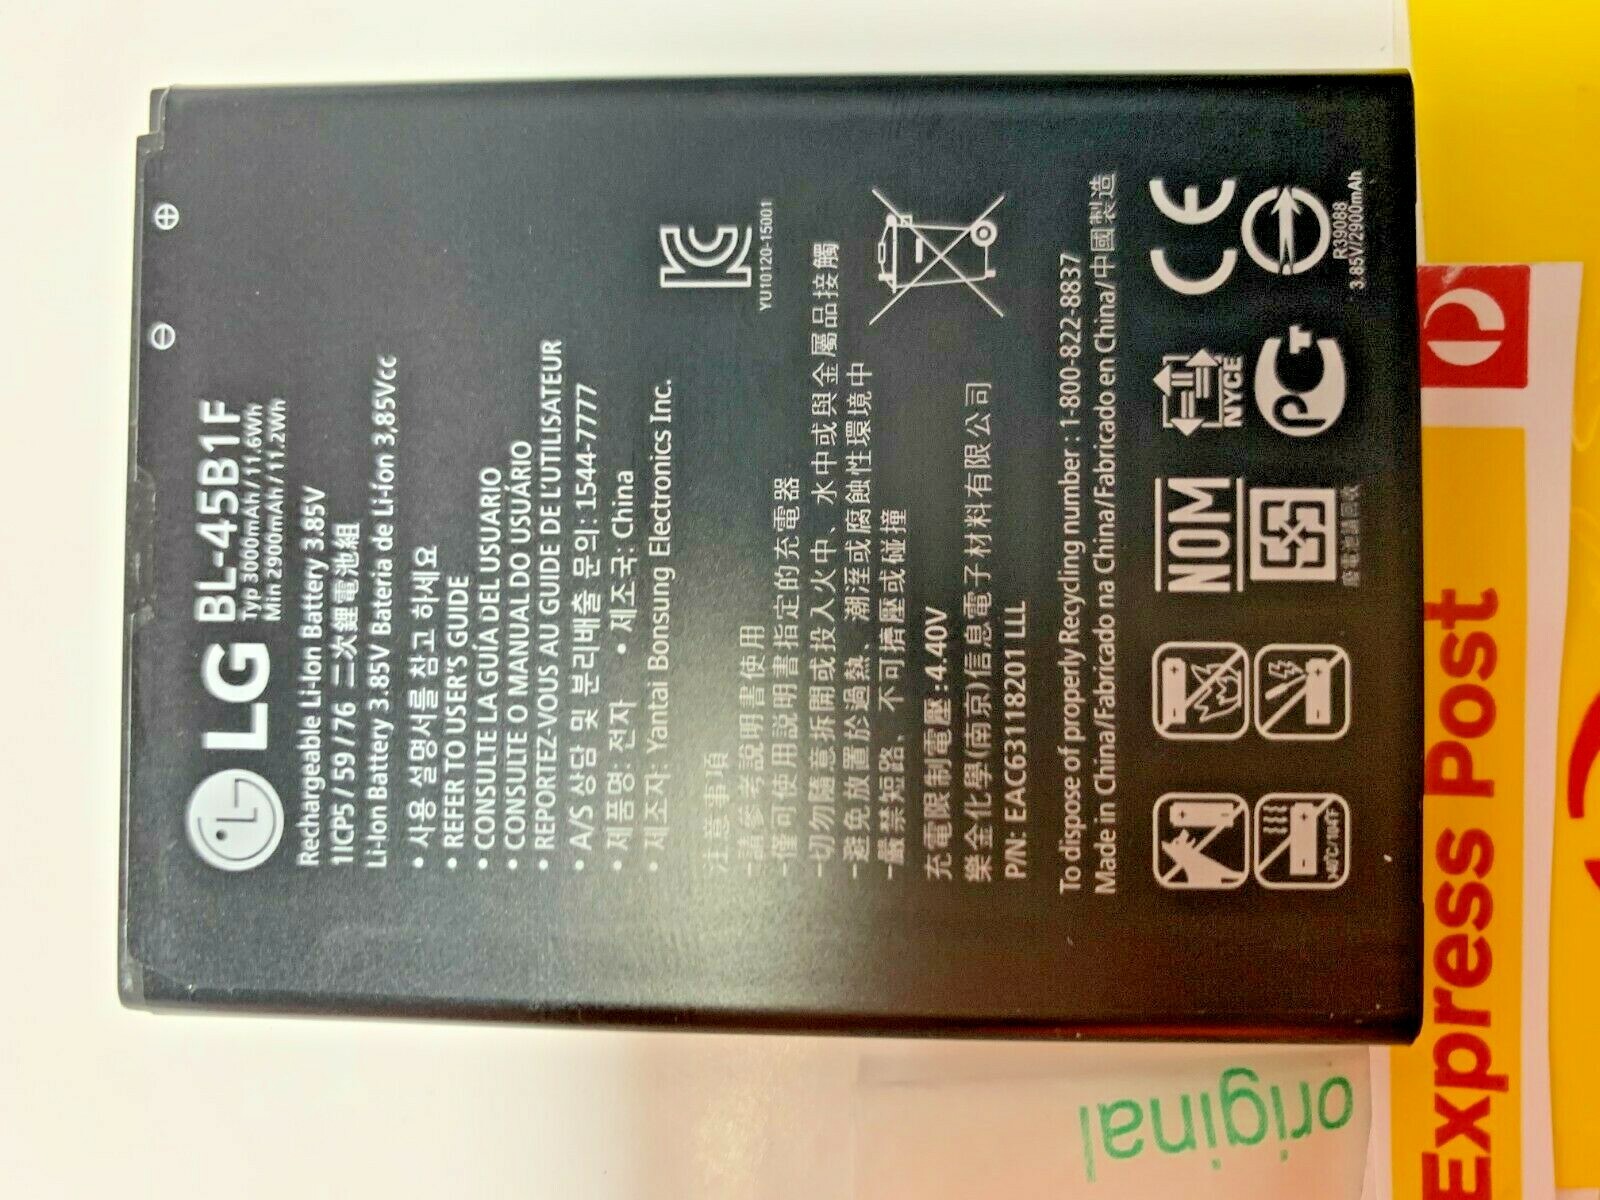 LG BL-45B1F
Typ 3000mAh/11.6Wh
Min 2900mAh/11.2Wh
Rechargeable Li-Ion Battery 3.85V
1ICP5/59/76 二次鋰電池組
Li-Ion Battery 3.85V Bateria de Li-íon 3,85Vcc
• 사용 설명서를 참고 하세요
• REFER TO USER'S GUIDE
• CONSULTE LA GUÍA DEL USUARIO
• CONSULTE O MANUAL DO USUÁRIO
• REPORTEZ-VOUS AU GUIDE DE L'UTILISATEUR
• A/S 상담 및 분리배출 문의: 1544-7777
• 제품명: 전지 • 제조국: China
• 제조자: Yantai Bonsung Electronics Inc.
YU10120-15001
注意事項
-請參考說明書使用
-僅可使用說明書指定的充電器
-切勿隨意拆開或投入火中、水中或與金屬品接觸
-避免放置於過熱、潮溼或腐蝕性環境中
-嚴禁短路、不可擠壓或碰撞
充電限制電壓:4.40V
樂金化學(南京)信息電子材料有限公司
P/N: EAC63118201 LLL
To dispose of properly Recycling number : 1-800-822-8837
Made in China/Fabricado na China/Fabricado en China/中國製造
NOM
NYCE
CE
PCT
>40°C/104°F
廢電池請回收
R39088
3.85V/2900mAh
original
Express Post